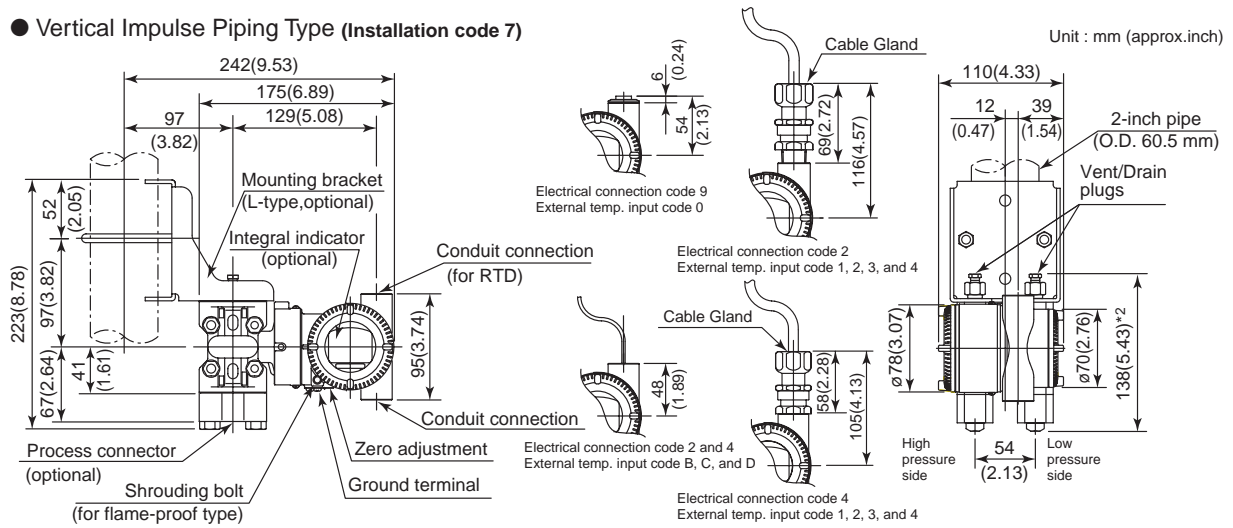 ● Vertical Impulse Piping Type (Installation code 7)
Unit : mm (approx.inch)
242(9.53)
175(6.89)
97
(3.82)
129(5.08)
223(8.78)
52
(2.05)
97(3.82)
67(2.64)
41
(1.61)
Mounting bracket
(L-type,optional)
Integral indicator
(optional)
Conduit connection
(for RTD)
95(3.74)
Conduit connection
Zero adjustment
Ground terminal
Process connector
(optional)
Shrouding bolt
(for flame-proof type)
6
(0.24)
54
(2.13)
Electrical connection code 9
External temp. input code 0
Cable Gland
69(2.72)
116(4.57)
Electrical connection code 2
External temp. input code 1, 2, 3, and 4
48
(1.89)
Electrical connection code 2 and 4
External temp. input code B, C, and D
Cable Gland
58(2.28)
105(4.13)
Electrical connection code 4
External temp. input code 1, 2, 3, and 4
110(4.33)
12
(0.47)
39
(1.54)
2-inch pipe
(O.D. 60.5 mm)
Vent/Drain
plugs
ø78(3.07)
ø70(2.76)
138(5.43)*2
High
pressure
side
54
(2.13)
Low
pressure
side